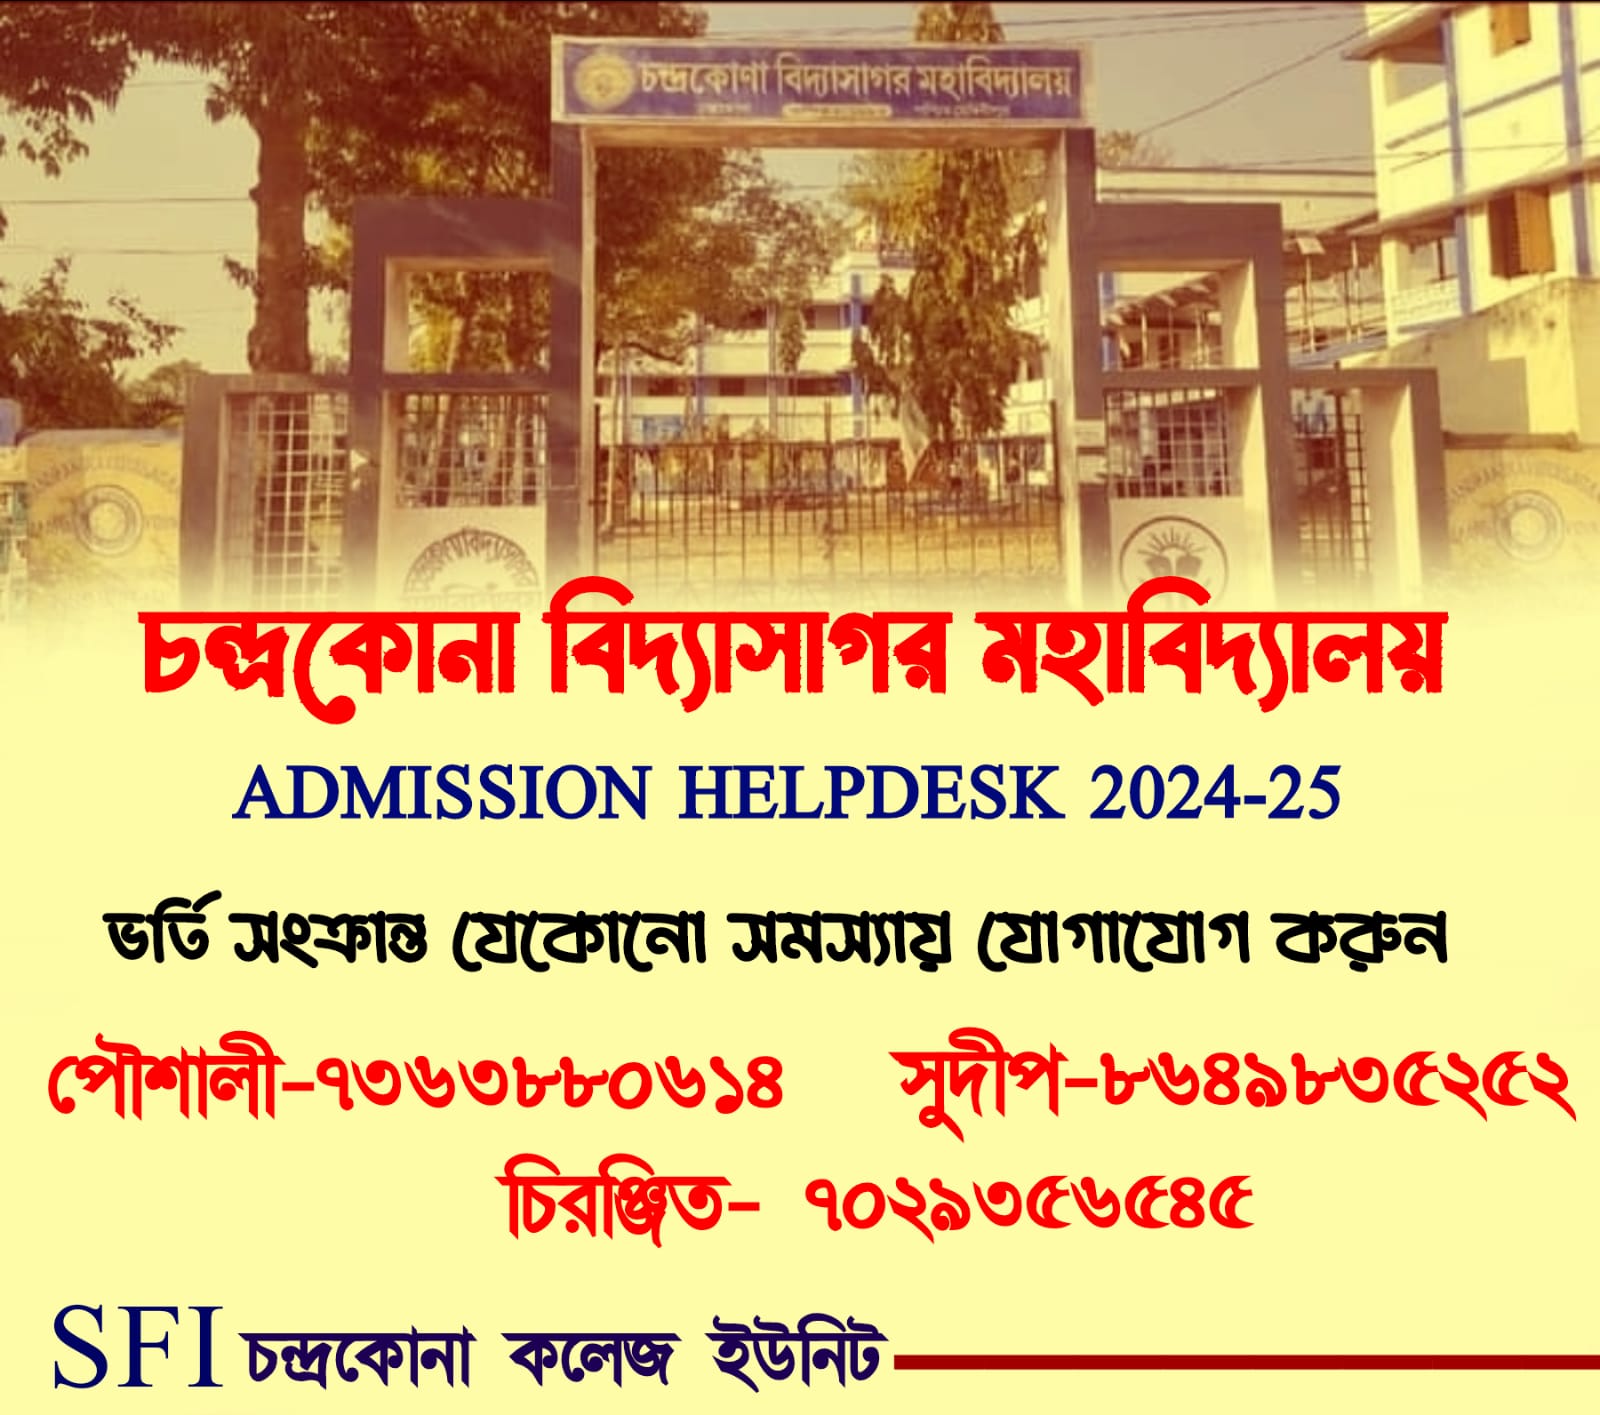 চন্দ্রকোণা বিদ্যাসাগর মহাবিদ্যালয়
চন্দ্রকোনা বিদ্যাসাগর মহাবিদ্যালয়
ADMISSION HELPDESK 2024-25
ভর্তি সংক্রান্ত যেকোনো সমস্যায় যোগাযোগ করুন
পৌশালী-৭৩৬৩৮৮০৬১৪ সুদীপ-৮৬৪৯৮৩৫২৫২
চিরঞ্জিত- ৭০২৯৩৫৬৫৪৫
SFI চন্দ্রকোনা কলেজ ইউনিট